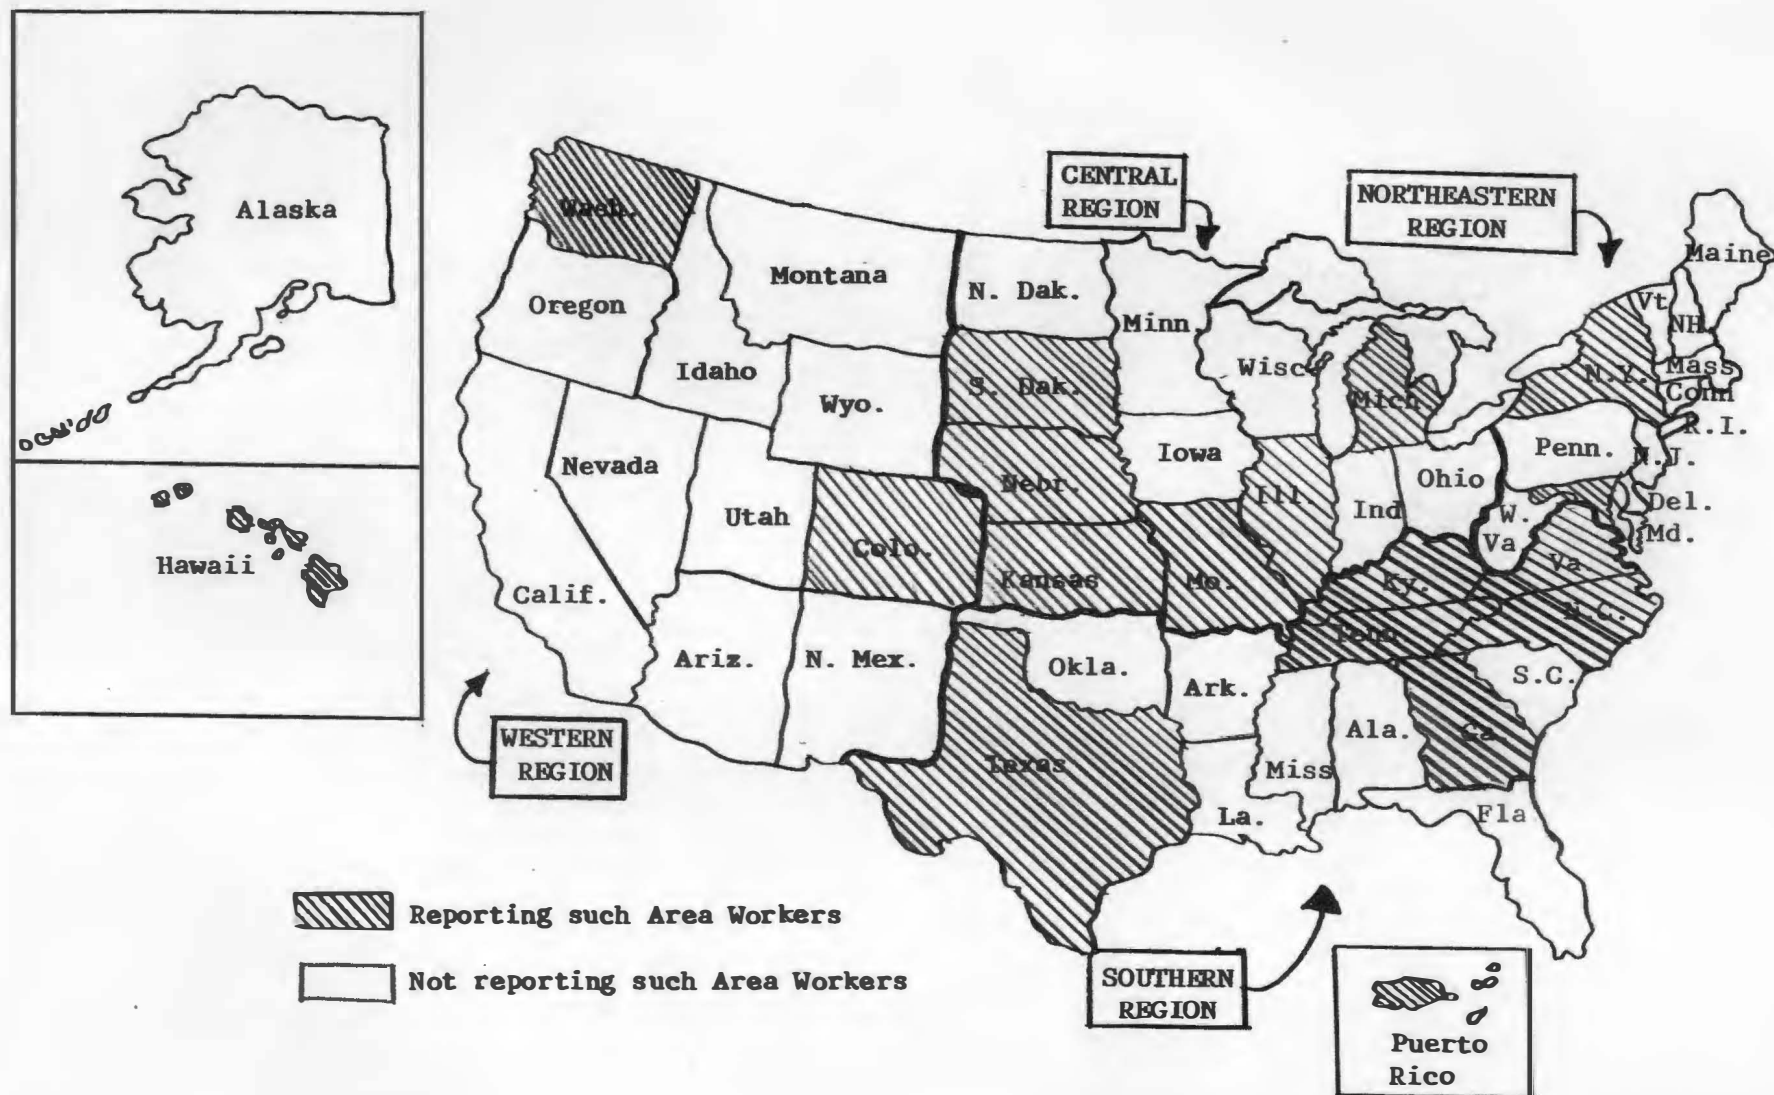 Alaska
Hawaii
CENTRAL
REGION
NORTHEASTERN
REGION
WESTERN
REGION
SOUTHERN
REGION
Wash.
Oregon
Montana
Idaho
Wyo.
Nevada
Utah
Colo.
Calif.
Ariz.
N. Mex.
N. Dak.
S. Dak.
Nebr.
Kansas
Minn.
Iowa
Mo.
Wisc
Ill.
Mich
Ind
Ohio
Okla.
Texas
Ark.
La.
Miss
Ala.
Ga.
Fla
S.C.
N.C.
Tenn.
Ky.
Va.
W.
Va
Md.
Del.
N.J.
Penn.
N.Y.
R.I.
Conn
Mass
NH
Vt
Maine
Reporting such Area Workers
Not reporting such Area Workers
Puerto
Rico